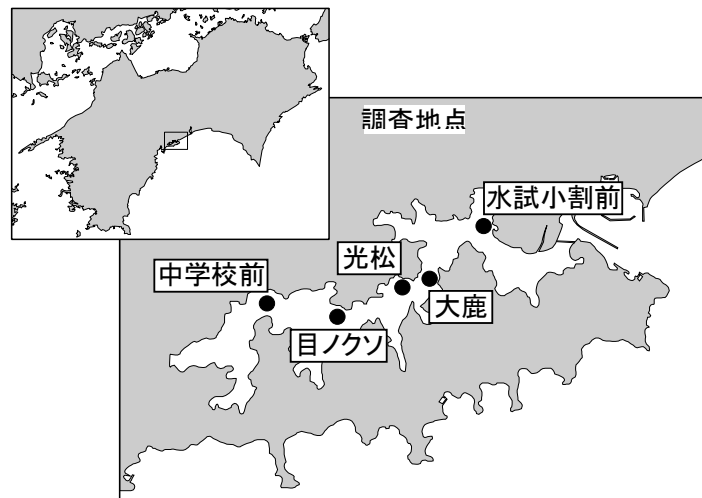 調査地点
水試小割前
光松
中学校前
大鹿
目ノクソ